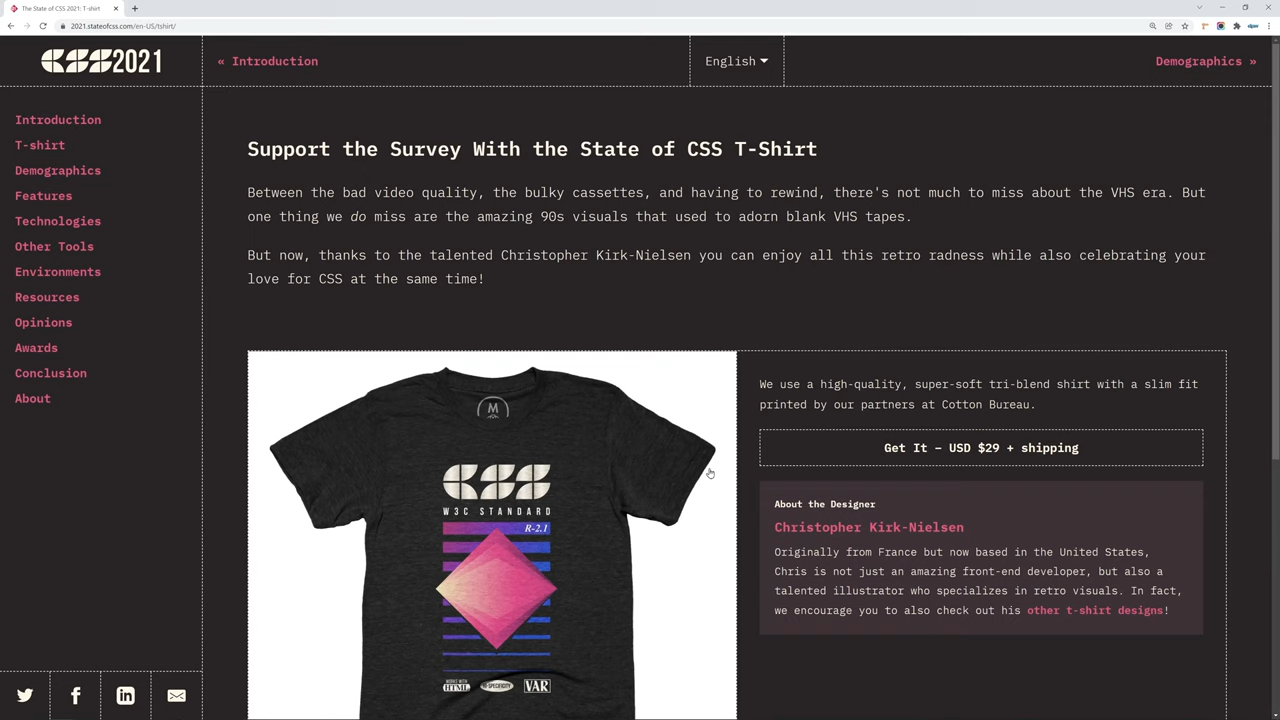 The State of CSS 2021: T-shirt
2021.stateofcss.com/en-US/tshirt/
CSS2021
« Introduction
English
Demographics »
Introduction
T-shirt
Demographics
Features
Technologies
Other Tools
Environments
Resources
Opinions
Awards
Conclusion
About
Support the Survey With the State of CSS T-Shirt
Between the bad video quality, the bulky cassettes, and having to rewind, there's not much to miss about the VHS era. But
one thing we do miss are the amazing 90s visuals that used to adorn blank VHS tapes.
But now, thanks to the talented Christopher Kirk-Nielsen you can enjoy all this retro radness while also celebrating your
love for CSS at the same time!
M
CSS
W3C STANDARD
R-2.1
WORKS WITH
HTML
HI-SPECIFICITY
VAR
We use a high-quality, super-soft tri-blend shirt with a slim fit
printed by our partners at Cotton Bureau.
Get It – USD $29 + shipping
About the Designer
Christopher Kirk-Nielsen
Originally from France but now based in the United States,
Chris is not just an amazing front-end developer, but also a
talented illustrator who specializes in retro visuals. In fact,
we encourage you to also check out his other t-shirt designs!